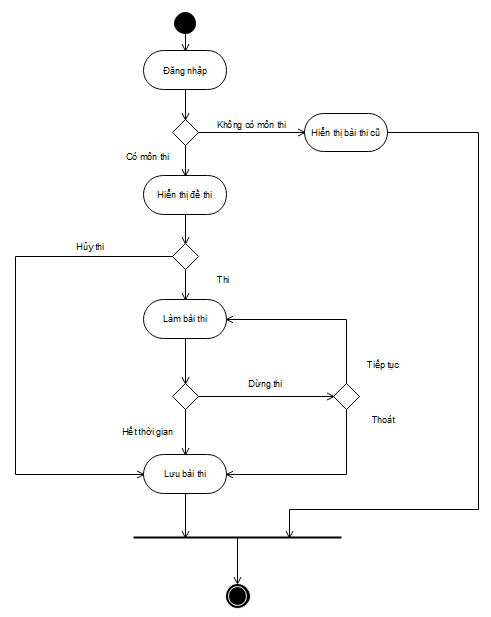 Đăng nhập
Không có môn thi
Hiển thị bài thi cũ
Có môn thi
Hiển thị đề thi
Hủy thi
Thi
Làm bài thi
Tiếp tục
Dừng thi
Thoát
Hết thời gian
Lưu bài thi